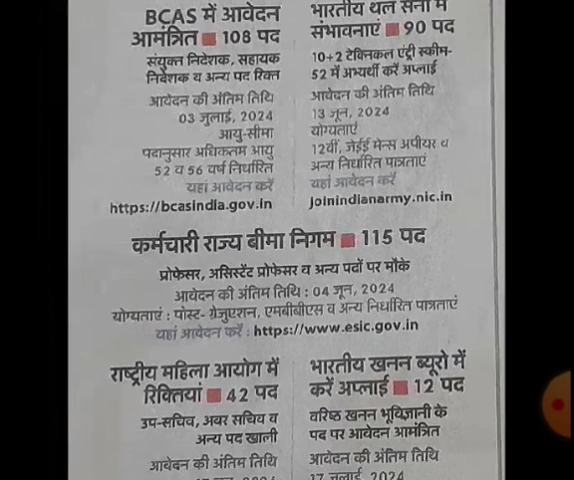 BCAS में आवेदन
आमंत्रित 108 पद
संयुक्त निदेशक, सहायक
निदेशक व अन्य पद रिक्त
आवेदन की अंतिम तिथि
03 जुलाई, 2024
आयु-सीमा
पदानुसार अधिकतम आयु
52 व 56 वर्ष निर्धारित
यहां आवेदन करें
https://bcasindia.gov.in
भारतीय थल सेना में
संभावनाएं 90 पद
10+2 टेक्निकल एंट्री स्कीम-
52 में अभ्यर्थी करें अप्लाई
आवेदन की अंतिम तिथि
13 जून, 2024
योग्यताएं
12वीं, जेईई मेन्स अपीयर व
अन्य निर्धारित पात्रताएं
यहां आवेदन करें
joinindianarmy.nic.in
कर्मचारी राज्य बीमा निगम 115 पद
प्रोफेसर, असिस्टेंट प्रोफेसर व अन्य पदों पर मौके
आवेदन की अंतिम तिथि : 04 जून, 2024
योग्यताएं : पोस्ट- ग्रेजुएशन, एमबीबीएस व अन्य निर्धारित पात्रताएं
यहां आवेदन करें : https://www.esic.gov.in
राष्ट्रीय महिला आयोग में
रिक्तियां 42 पद
उप-सचिव, अवर सचिव व
अन्य पद खाली
आवेदन की अंतिम तिथि
भारतीय खनन ब्यूरो में
करें अप्लाई 12 पद
वरिष्ठ खनन भूविज्ञानी के
पद पर आवेदन आमंत्रित
आवेदन की अंतिम तिथि
17 जुलाई, 2024